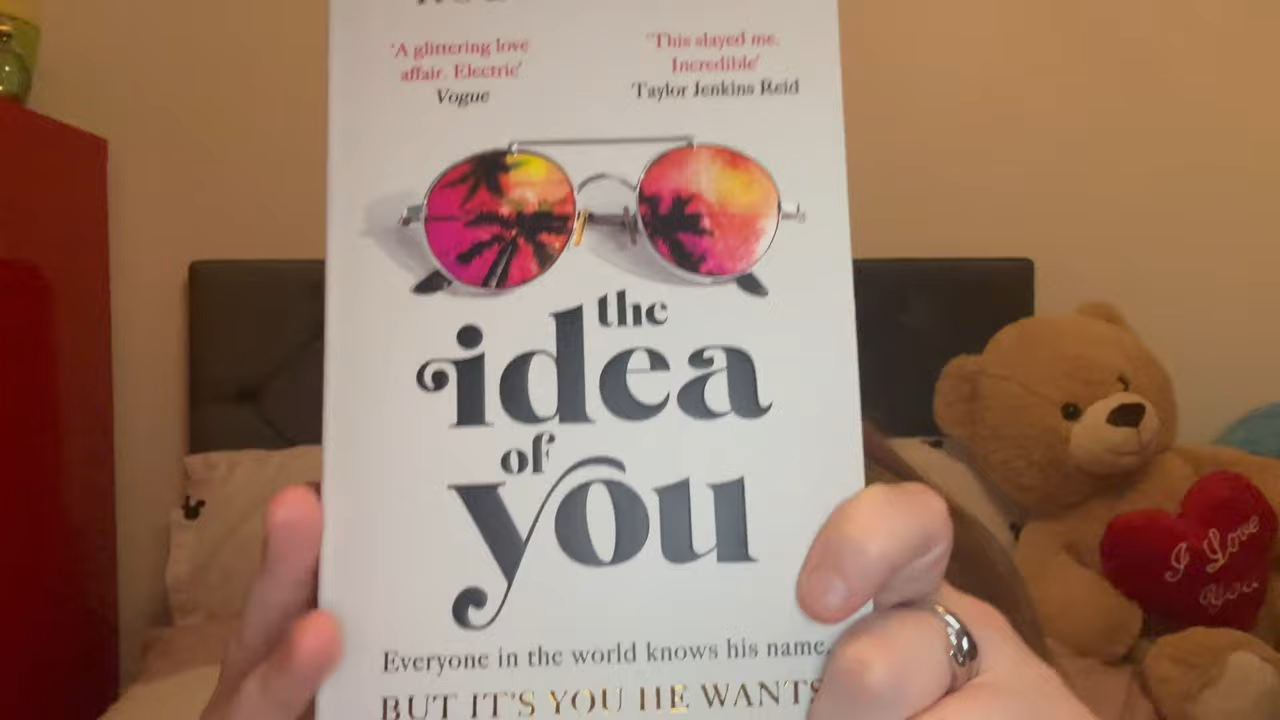 'A glittering love
affair. Electric'
Vogue
'This slayed me.
Incredible'
Taylor Jenkins Reid
the
idea
of
you
Everyone in the world knows his name,
BUT IT'S YOU HE WANTS
I Love
You